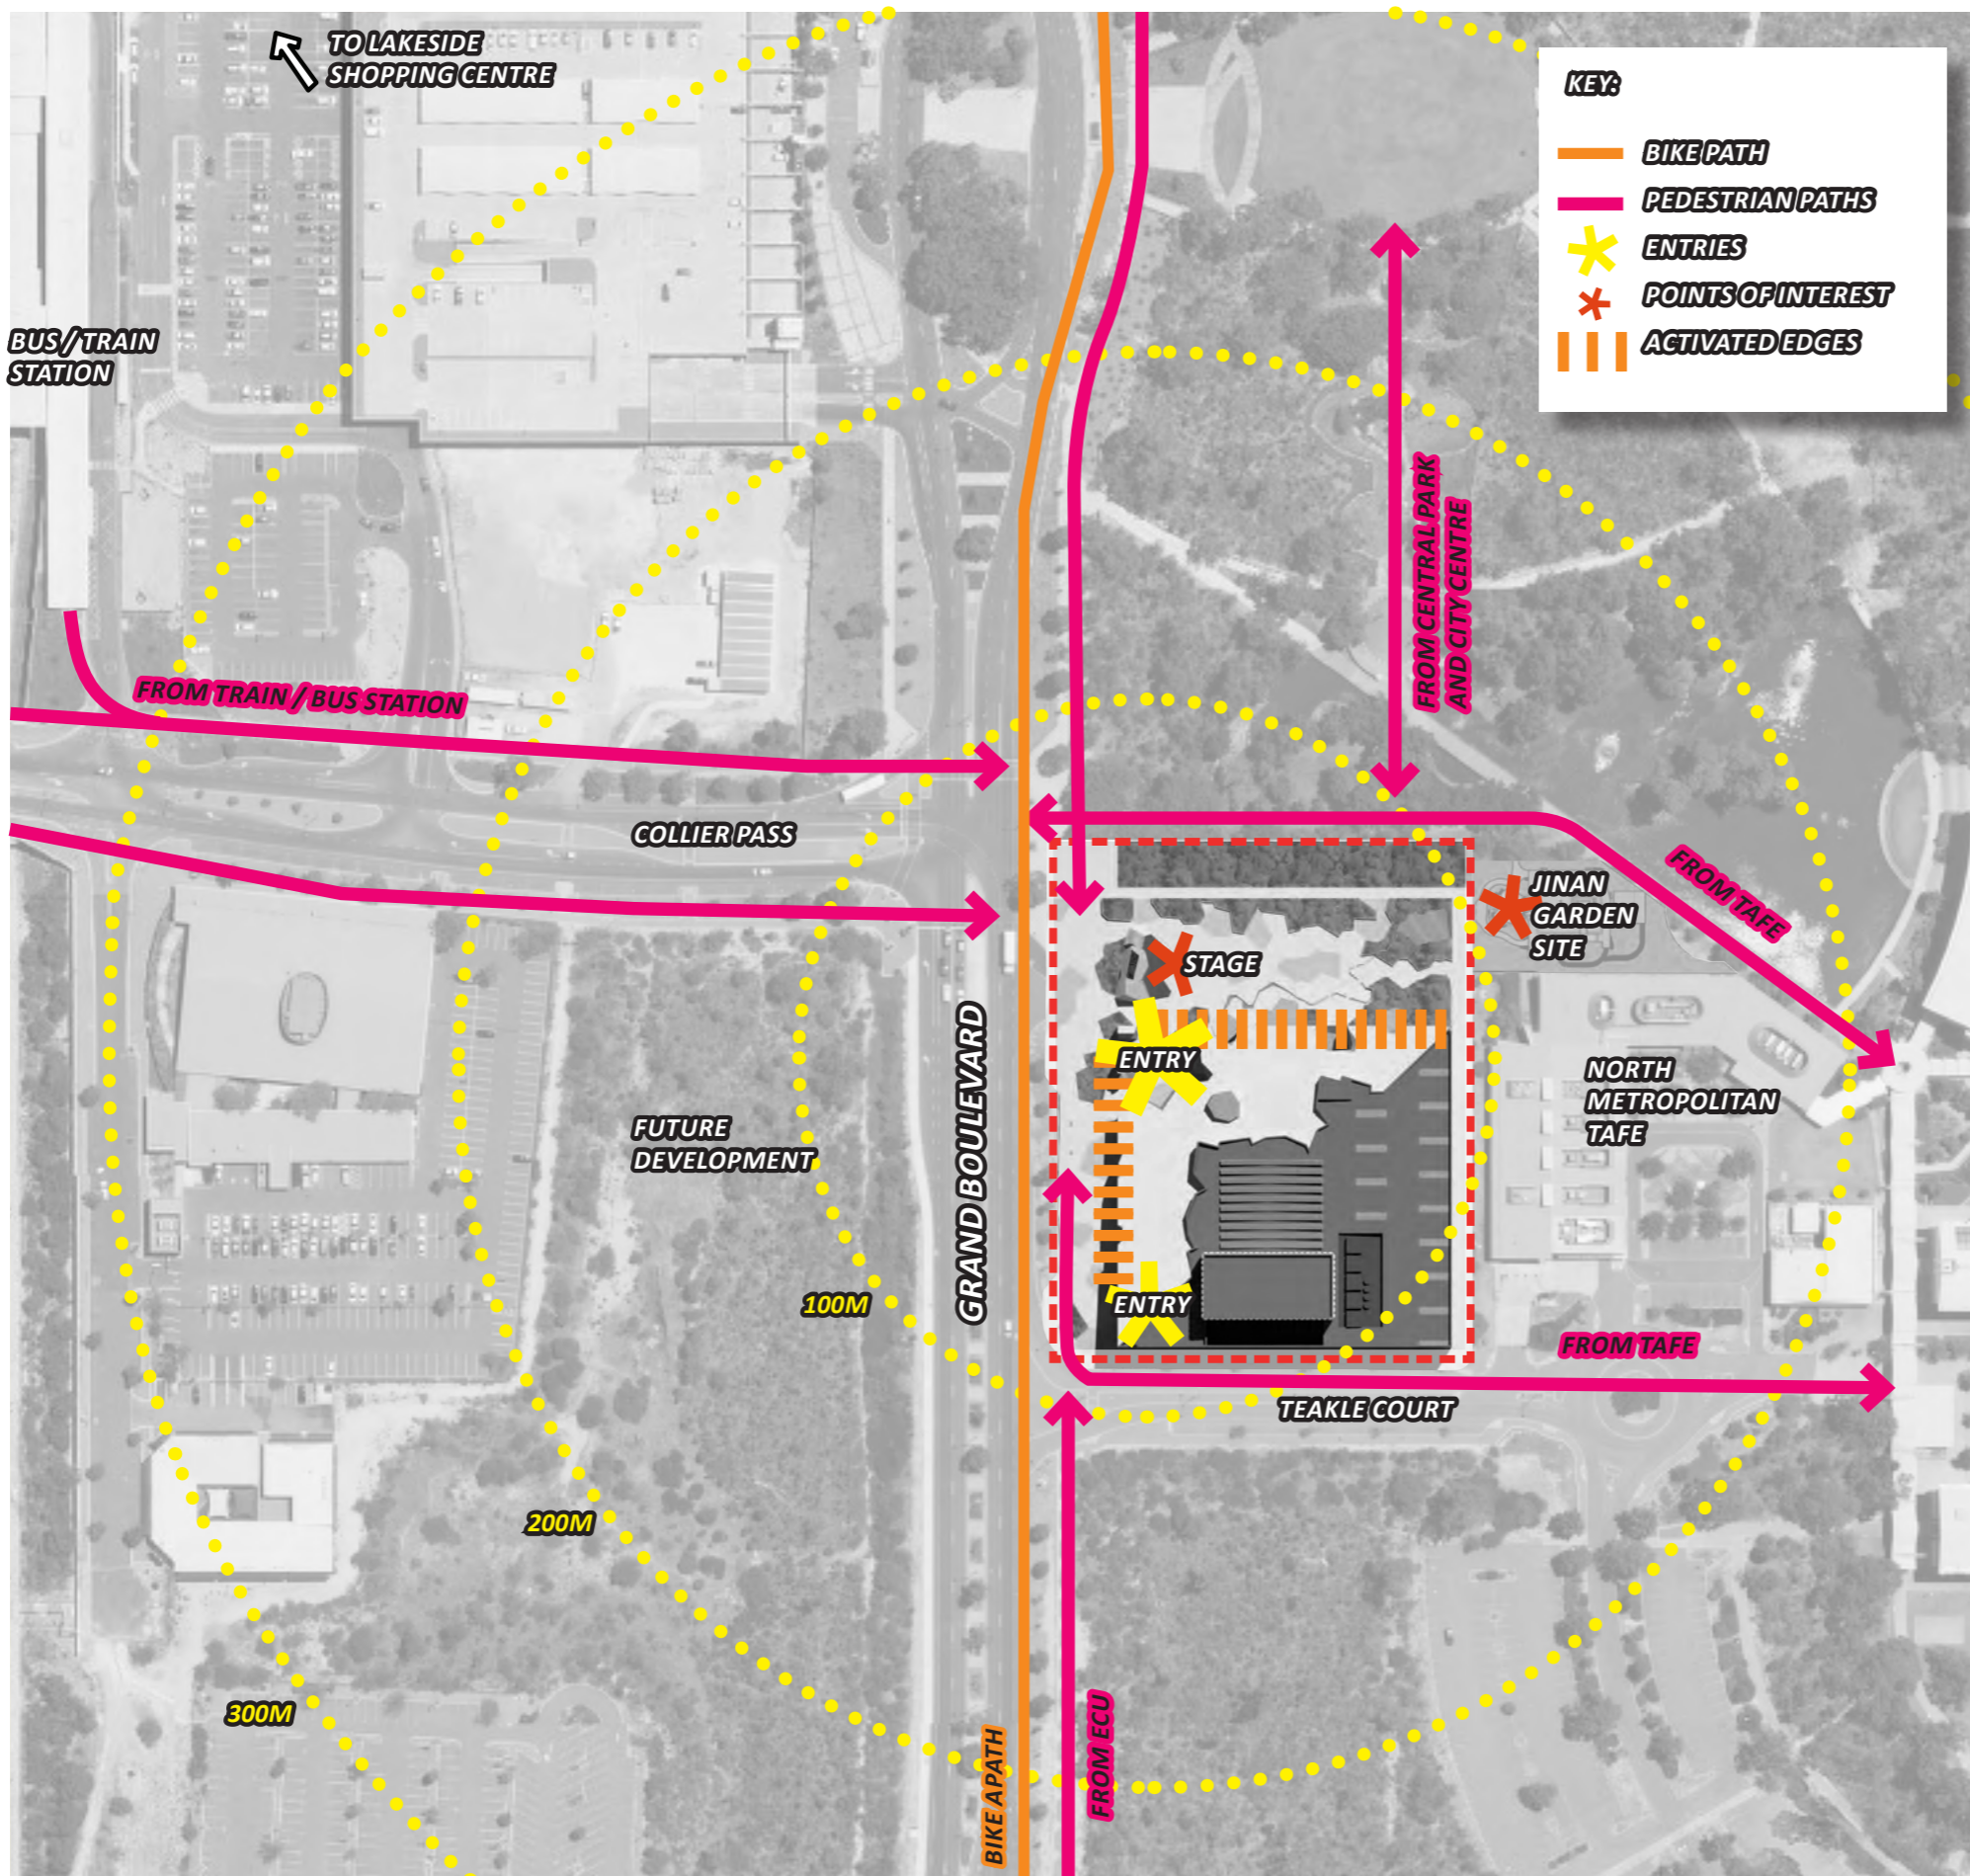 TO LAKESIDE
SHOPPING CENTRE
KEY:
BIKE PATH
PEDESTRIAN PATHS
ENTRIES
POINTS OF INTEREST
ACTIVATED EDGES
BUS / TRAIN
STATION
FROM CENTRAL PARK
AND CITY CENTRE
FROM TRAIN / BUS STATION
COLLIER PASS
FROM TAFE
JINAN
GARDEN
SITE
STAGE
ENTRY
NORTH
METROPOLITAN
TAFE
FUTURE
DEVELOPMENT
GRAND BOULEVARD
100M
ENTRY
FROM TAFE
TEAKLE COURT
200M
300M
BIKE APATH
FROM ECU